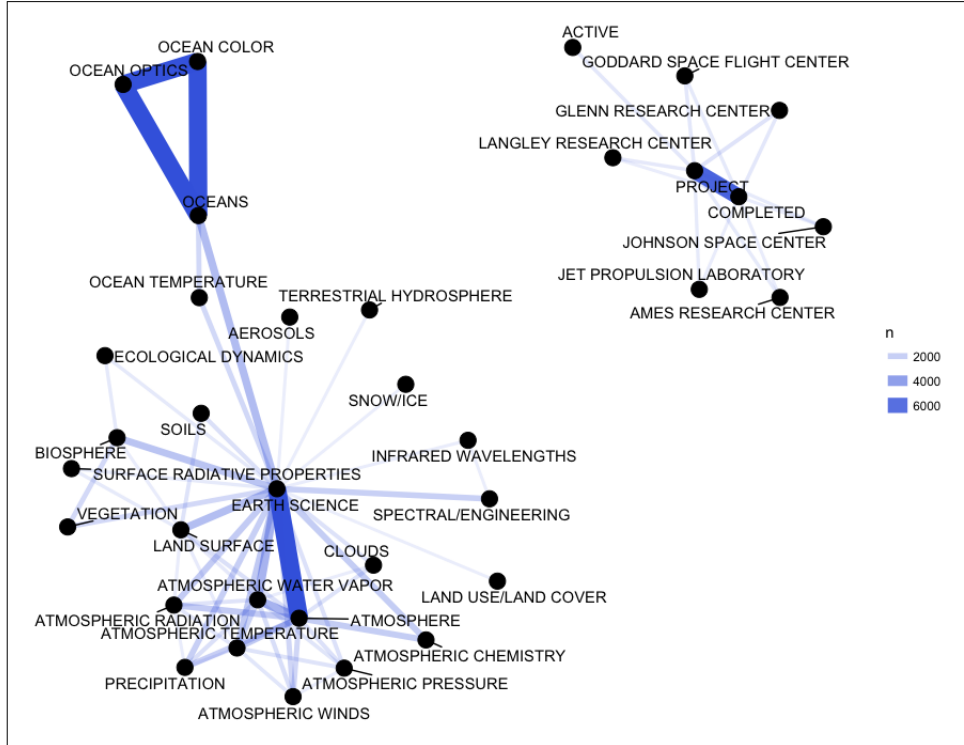 ACTIVE
OCEAN COLOR
GODDARD SPACE FLIGHT CENTER
OCEAN OPTICS
GLENN RESEARCH CENTER
LANGLEY RESEARCH CENTER
PROJECT
OCEANS
COMPLETED
JOHNSON SPACE CENTER
JET PROPULSION LABORATORY
OCEAN TEMPERATURE
TERRESTRIAL HYDROSPHERE
AMES RESEARCH CENTER
AEROSOLS
n
ECOLOGICAL DYNAMICS
2000
4000
SNOW/ICE
6000
SOILS
BIOSPHERE
INFRARED WAVELENGTHS
SURFACE RADIATIVE PROPERTIES
EARTH SCIENCE
VEGETATION
SPECTRAL/ENGINEERING
LAND SURFACE
CLOUDS
ATMOSPHERIC WATER VAPOR
LAND USE/LAND COVER
ATMOSPHERIC RADIATION
ATMOSPHERE
ATMOSPHERIC TEMPERATURE
ATMOSPHERIC CHEMISTRY
PRECIPITATION
ATMOSPHERIC PRESSURE
ATMOSPHERIC WINDS